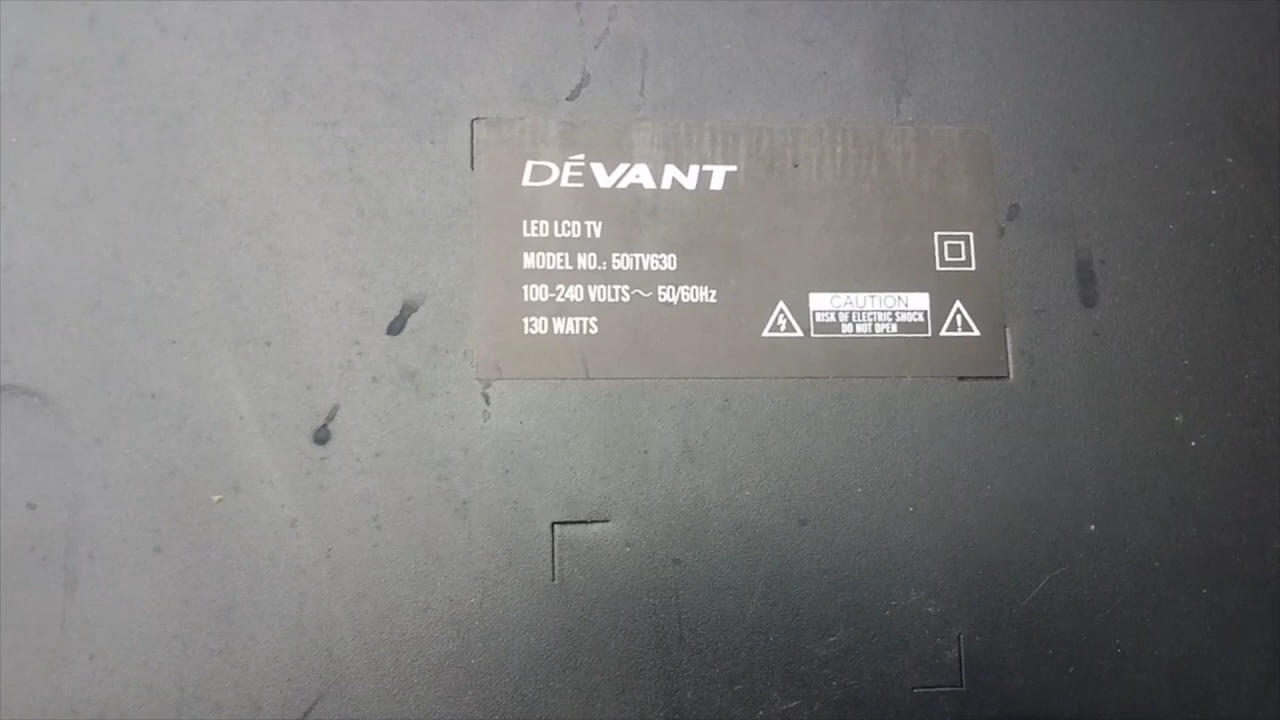 DÉVANT
LED LCD TV
MODEL NO.: 50iTV630
100-240 VOLTS～ 50/60Hz
130 WATTS
CAUTION
RISK OF ELECTRIC SHOCK
DO NOT OPEN